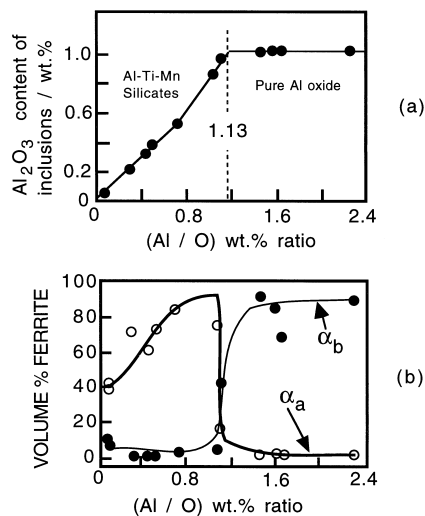 Al2O3 content of
inclusions / wt.%
1.0
0.6
0.2
0
Al-Ti-Mn
Silicates
Pure Al oxide
1.13
(a)
0 0.8 1.6 2.4
(Al / O) wt.% ratio
VOLUME % FERRITE
100
80
60
40
20
0
αb
αa
(b)
0 0.8 1.6 2.4
(Al / O) wt.% ratio